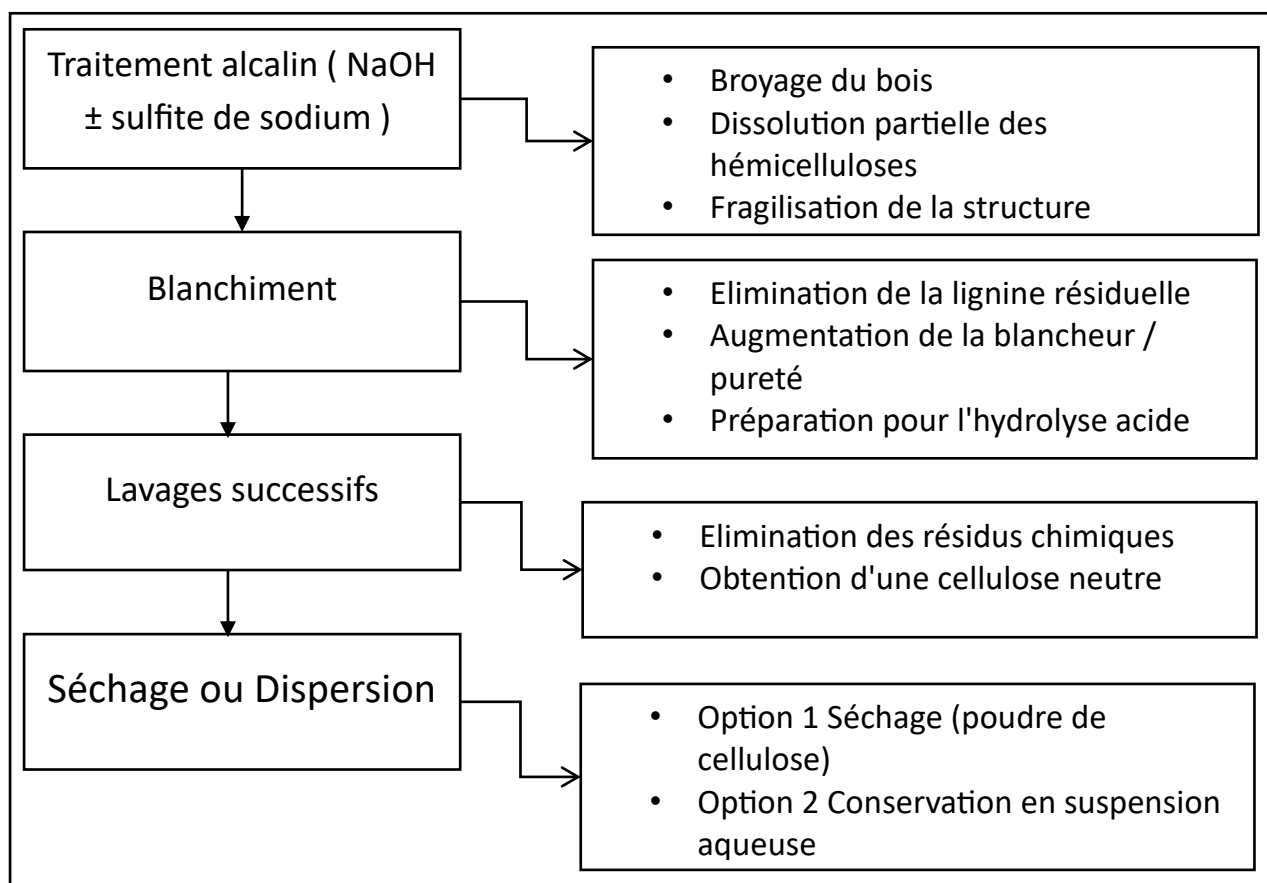 Traitement alcalin ( NaOH
± sulfite de sodium )
• Broyage du bois
• Dissolution partielle des
hémicelluloses
• Fragilisation de la structure
Blanchiment
• Elimination de la lignine résiduelle
• Augmentation de la blancheur /
pureté
• Préparation pour l'hydrolyse acide
Lavages successifs
• Elimination des résidus chimiques
• Obtention d'une cellulose neutre
Séchage ou Dispersion
• Option 1 Séchage (poudre de
cellulose)
• Option 2 Conservation en suspension
aqueuse